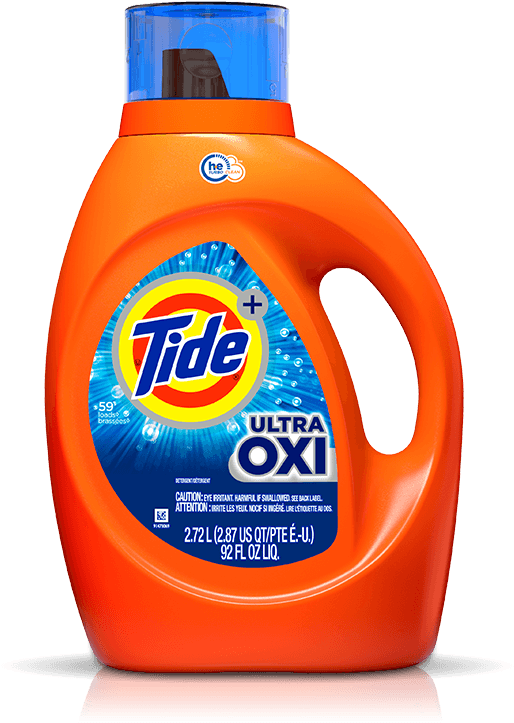 he
TURBO CLEAN
Tide +
59*
loads◊
brassées◊
ULTRA
OXI
DETERGENT/DÉTERGENT
CAUTION: EYE IRRITANT. HARMFUL IF SWALLOWED. SEE BACK LABEL.
ATTENTION : IRRITE LES YEUX. NOCIF SI INGÉRÉ. LIRE L'ÉTIQUETTE AU DOS.
2.72 L (2.87 US QT/PTE É.-U.)
92 FL OZ LIQ.